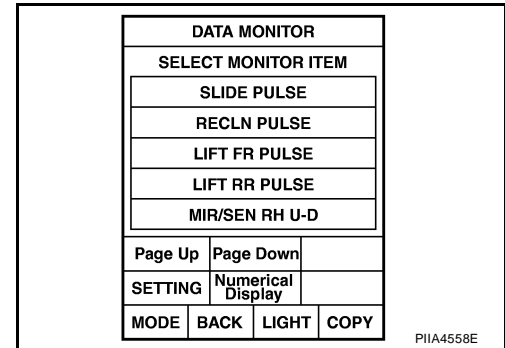 DATA MONITOR
SELECT MONITOR ITEM
SLIDE PULSE
RECLN PULSE
LIFT FR PULSE
LIFT RR PULSE
MIR/SEN RH U-D
Page Up Page Down
SETTING Numerical Display
MODE BACK LIGHT COPY
PIIA4558E